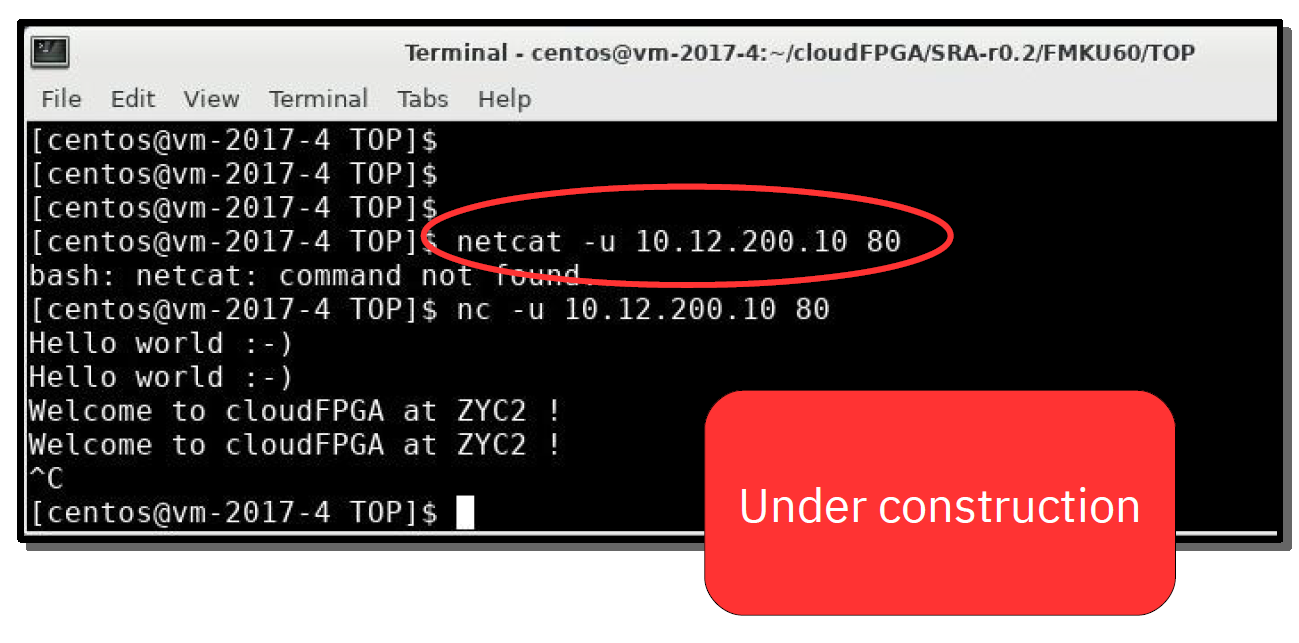 Terminal - centos@vm-2017-4:~/cloudFPGA/SRA-r0.2/FMKU60/TOP
File Edit View Terminal Tabs Help
[centos@vm-2017-4 TOP]$
[centos@vm-2017-4 TOP]$
[centos@vm-2017-4 TOP]$
[centos@vm-2017-4 TOP]$ netcat -u 10.12.200.10 80
bash: netcat: command not found.
[centos@vm-2017-4 TOP]$ nc -u 10.12.200.10 80
Hello world :-)
Hello world :-)
Welcome to cloudFPGA at ZYC2 !
Welcome to cloudFPGA at ZYC2 !
^C
[centos@vm-2017-4 TOP]$
Under construction